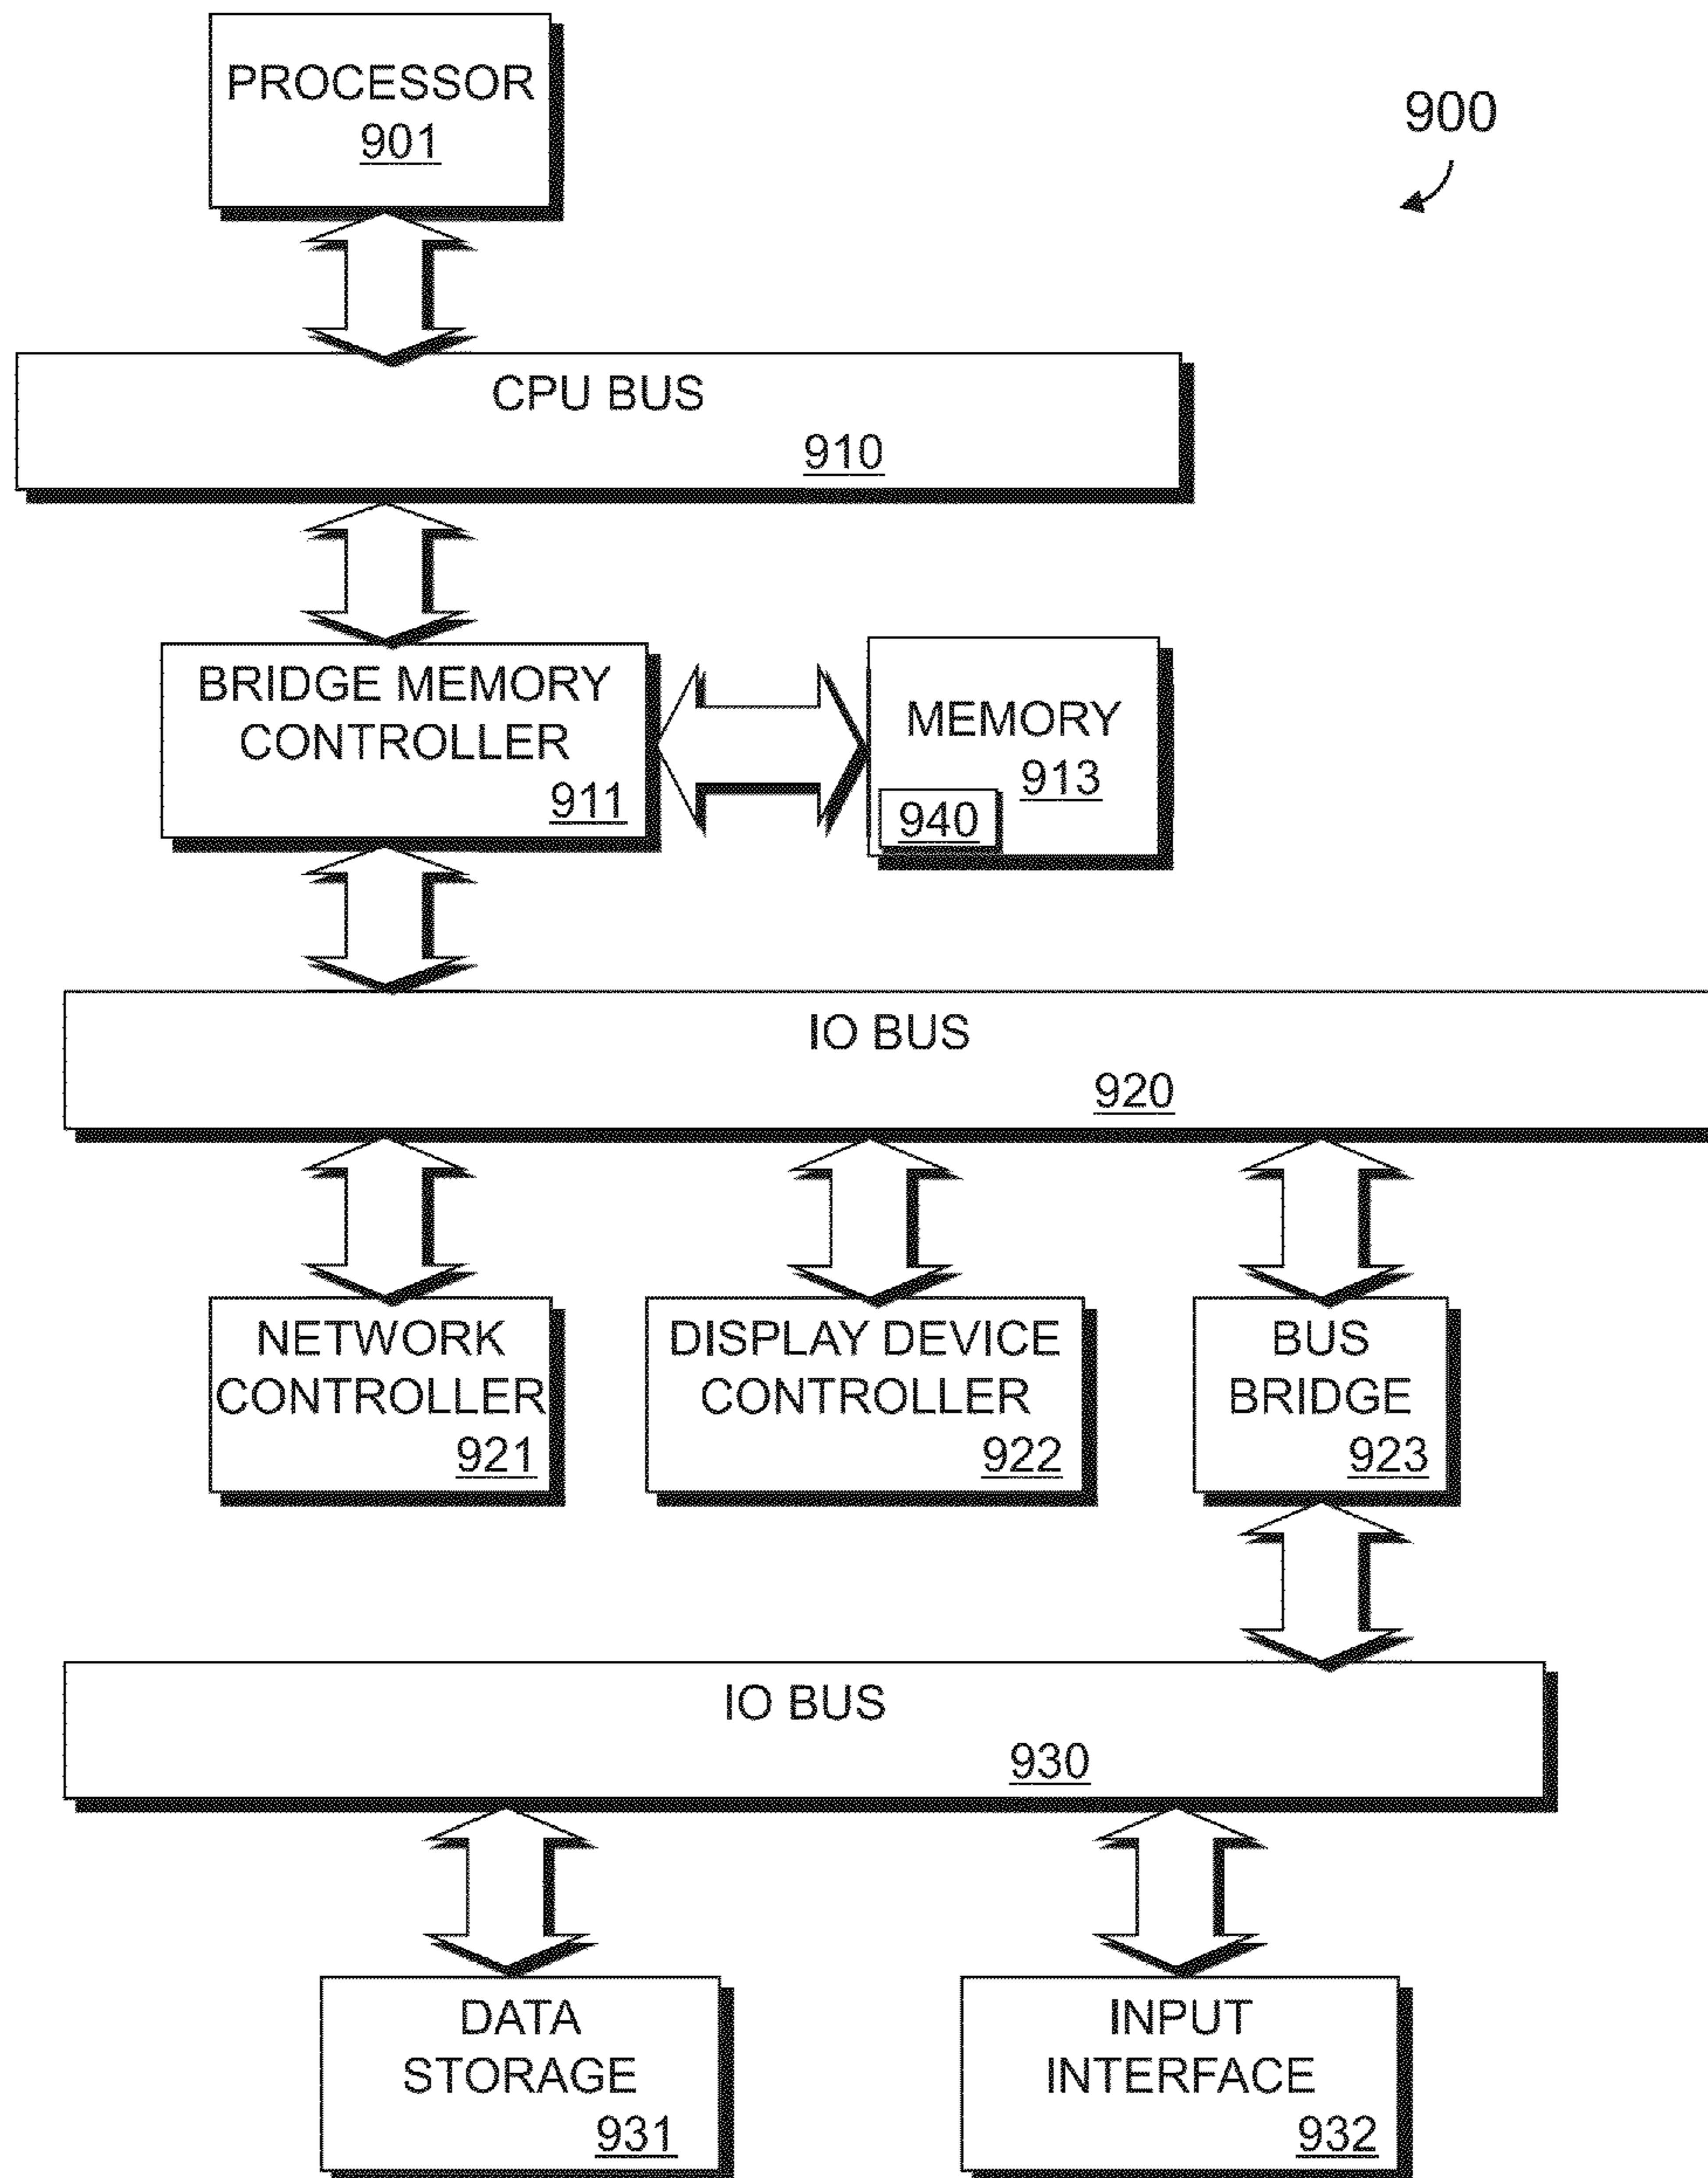 PROCESSOR
901
900
CPU BUS
910
BRIDGE MEMORY
CONTROLLER
911
MEMORY
913
940
IO BUS
920
NETWORK
CONTROLLER
921
DISPLAY DEVICE
CONTROLLER
922
BUS
BRIDGE
923
IO BUS
930
DATA
STORAGE
931
INPUT
INTERFACE
932